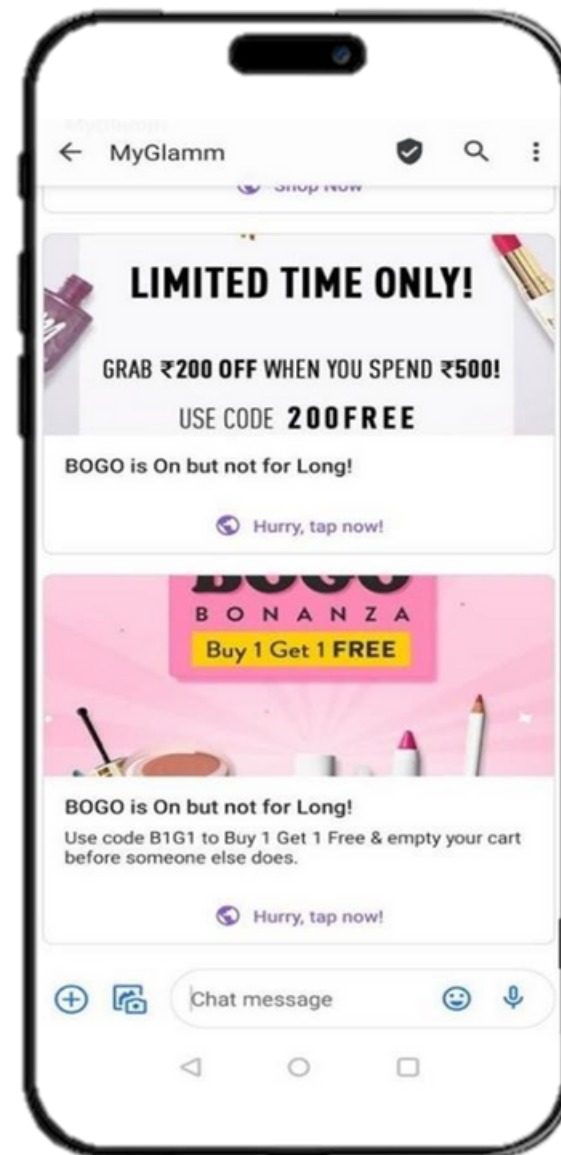 MyGlamm
Shop Now
LIMITED TIME ONLY!
GRAB ₹200 OFF WHEN YOU SPEND ₹500!
USE CODE 200FREE
BOGO is On but not for Long!
Hurry, tap now!
BOGO
BONANZA
Buy 1 Get 1 FREE
BOGO is On but not for Long!
Use code B1G1 to Buy 1 Get 1 Free & empty your cart
before someone else does.
Hurry, tap now!
Chat message